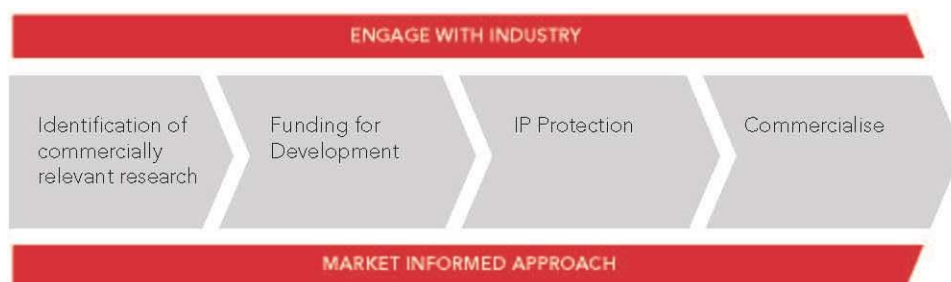 ENGAGE WITH INDUSTRY
Identification of
commercially
relevant research
Funding for
Development
IP Protection
Commercialise
MARKET INFORMED APPROACH